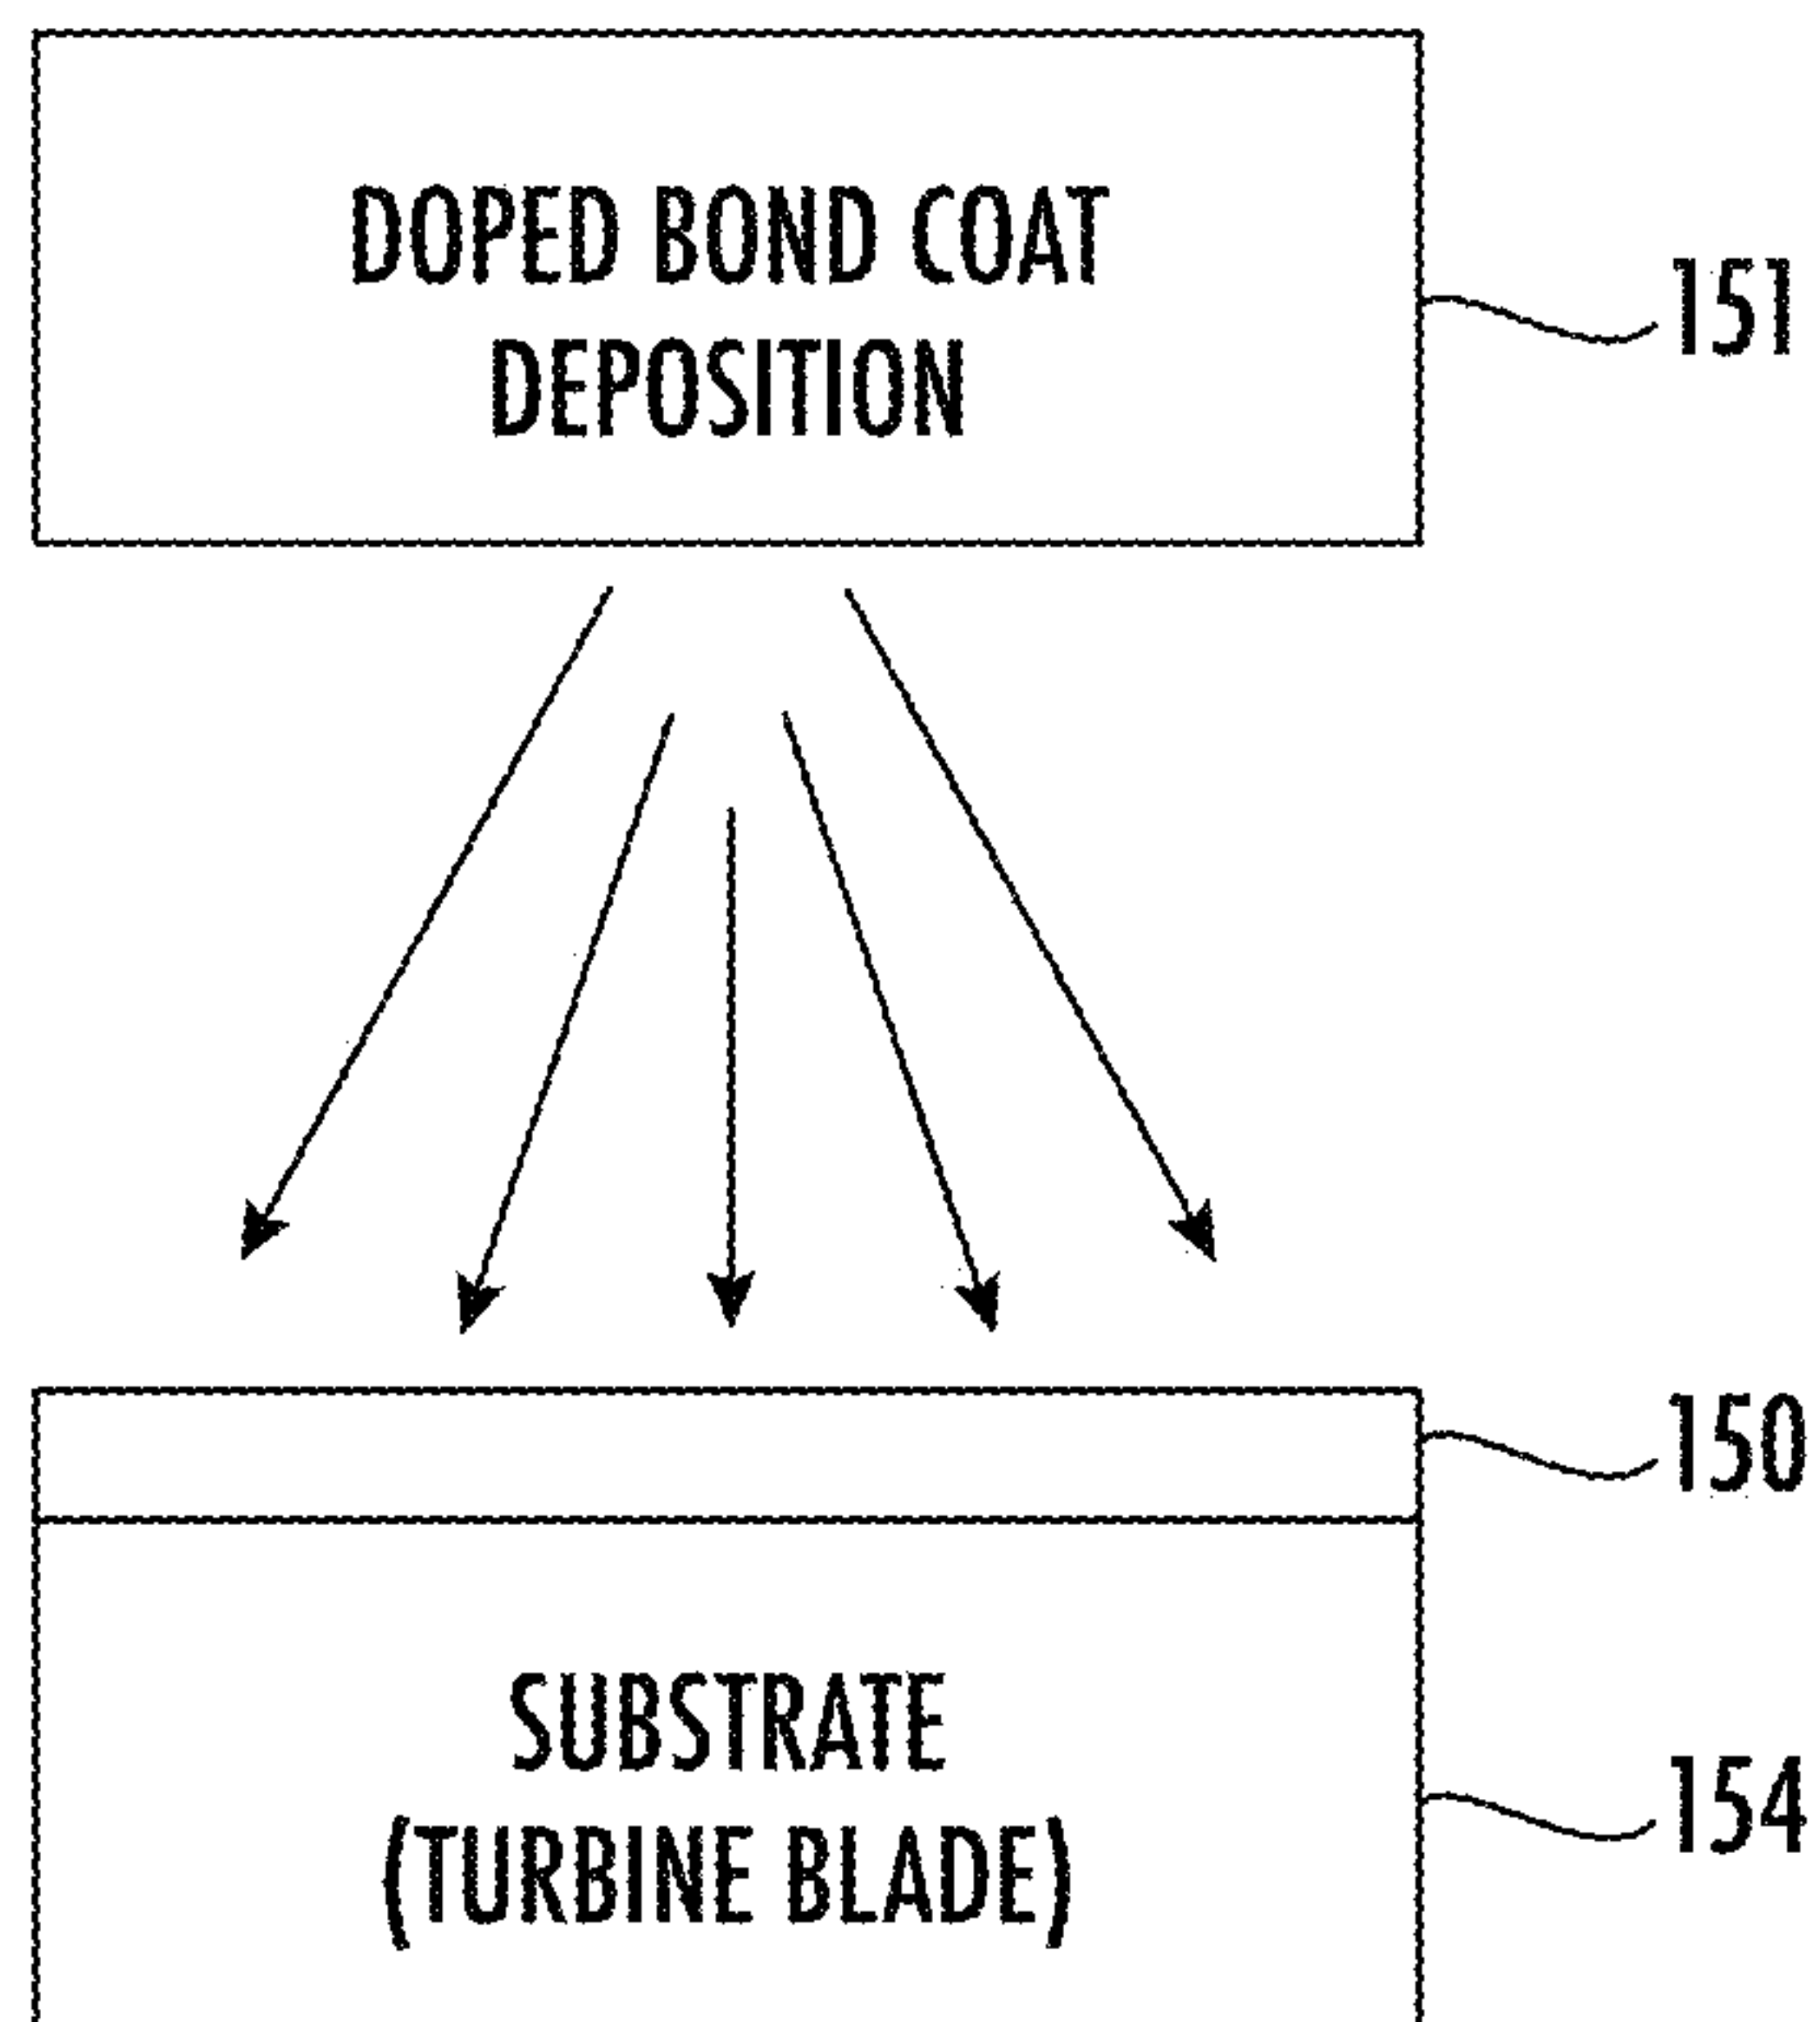 DOPED BOND COAT
DEPOSITION
151
150
SUBSTRATE
(TURBINE BLADE)
154